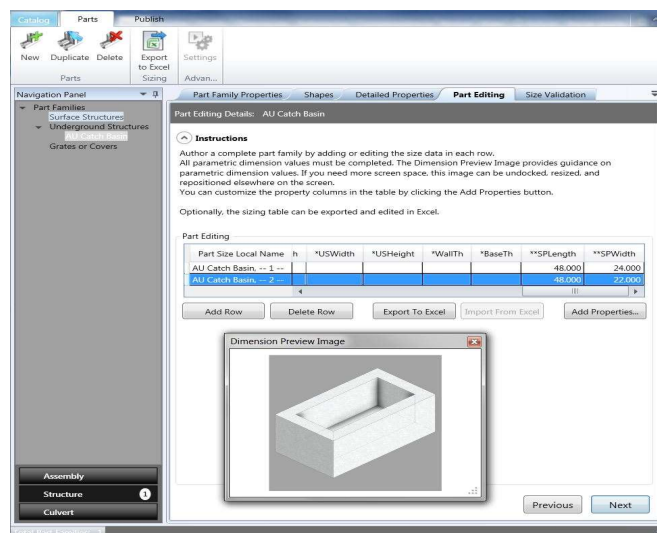 Catalog Parts Publish
New Duplicate Delete Export to Excel Settings
Parts Sizing Advan...
Navigation Panel
Part Families
Surface Structures
Underground Structures
AU Catch Basin
Grates or Covers
Assembly
Structure 1
Culvert
Part Family Properties Shapes Detailed Properties Part Editing Size Validation
Part Editing Details: AU Catch Basin
Instructions
Author a complete part family by adding or editing the size data in each row.
All parametric dimension values must be completed. The Dimension Preview Image provides guidance on
parametric dimension values. If you need more screen space, this image can be undocked, resized, and
repositioned elsewhere on the screen.
You can customize the property columns in the table by clicking the Add Properties button.
Optionally, the sizing table can be exported and edited in Excel.
Part Editing
Part Size Local Name h *USWidth *USHeight *WallTh *BaseTh **SPLength **SPWidth
AU Catch Basin, -- 1 -- 48.000 24.000
AU Catch Basin, -- 2 -- 48.000 22.000
Add Row Delete Row Export To Excel Import From Excel Add Properties...
Dimension Preview Image
Previous Next